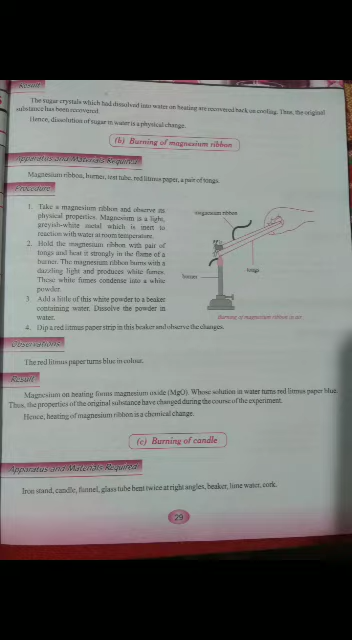 Result
The sugar crystals which had dissolved into water on heating are recovered back on cooling. Thus, the original
substance has been recovered.
Hence, dissolution of sugar in water is a physical change.
(b) Burning of magnesium ribbon
Apparatus and Materials Required
Magnesium ribbon, burner, test tube, red litmus paper, a pair of tongs.
Procedure
1. Take a magnesium ribbon and observe its
physical properties. Magnesium is a light,
greyish-white metal which is inert to
reaction with water at room temperature.
2. Hold the magnesium ribbon with pair of
tongs and heat it strongly in the flame of a
burner. The magnesium ribbon burns with a
dazzling light and produces white fumes.
These white fumes condense into a white
powder.
3. Add a little of this white powder to a beaker
containing water. Dissolve the powder in
water.
4. Dip a red litmus paper strip in this beaker and observe the changes.
magnesium ribbon
tongs
burner
Burning of magnesium ribbon in air
Observations
The red litmus paper turns blue in colour.
Result
Magnesium on heating forms magnesium oxide (MgO). Whose solution in water turns red litmus paper blue.
Thus, the properties of the original substance have changed during the course of the experiment.
Hence, heating of magnesium ribbon is a chemical change.
(c) Burning of candle
Apparatus and Materials Required
Iron stand, candle, funnel, glass tube bent twice at right angles, beaker, lime water, cork.
29